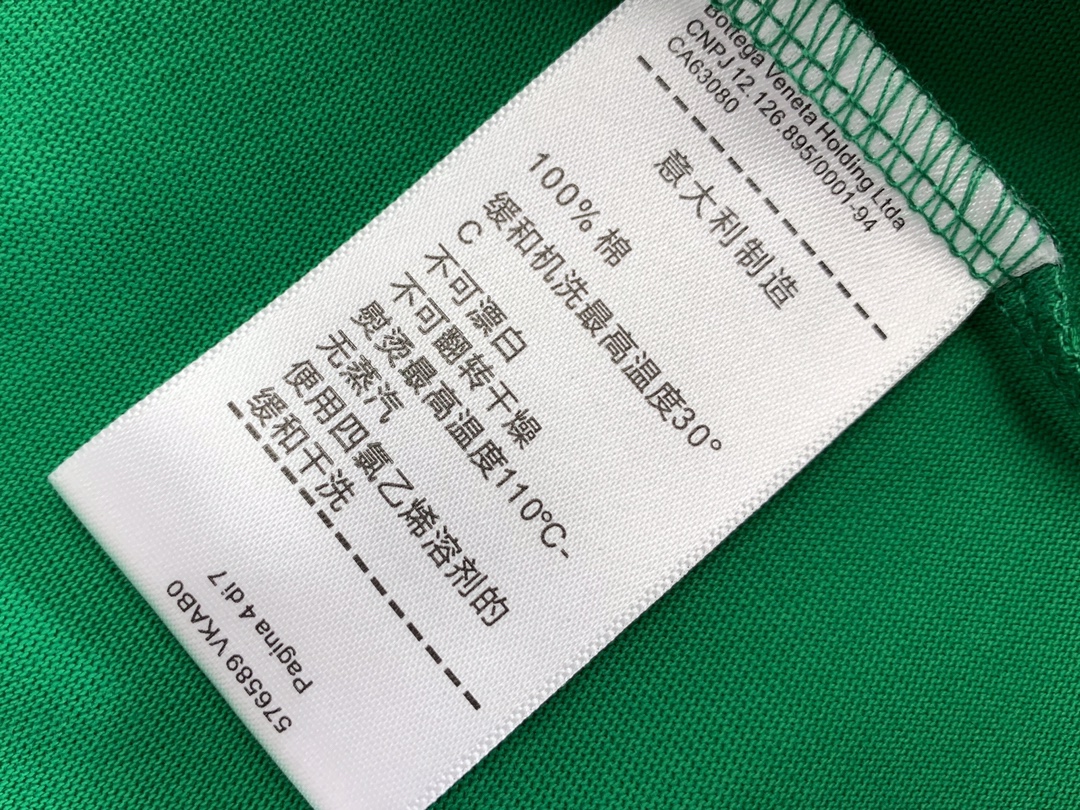 Bottega Veneta Holding Ltda
CNPJ 12.126.895/0001-94
CA63080
意大利制造
100% 棉
缓和机洗最高温度30°
C
不可漂白
不可翻转干燥
熨烫最高温度110°C-
无蒸汽
使用四氯乙烯溶剂的
缓和干洗
Pagina 4 di 7
576589 VKAB0